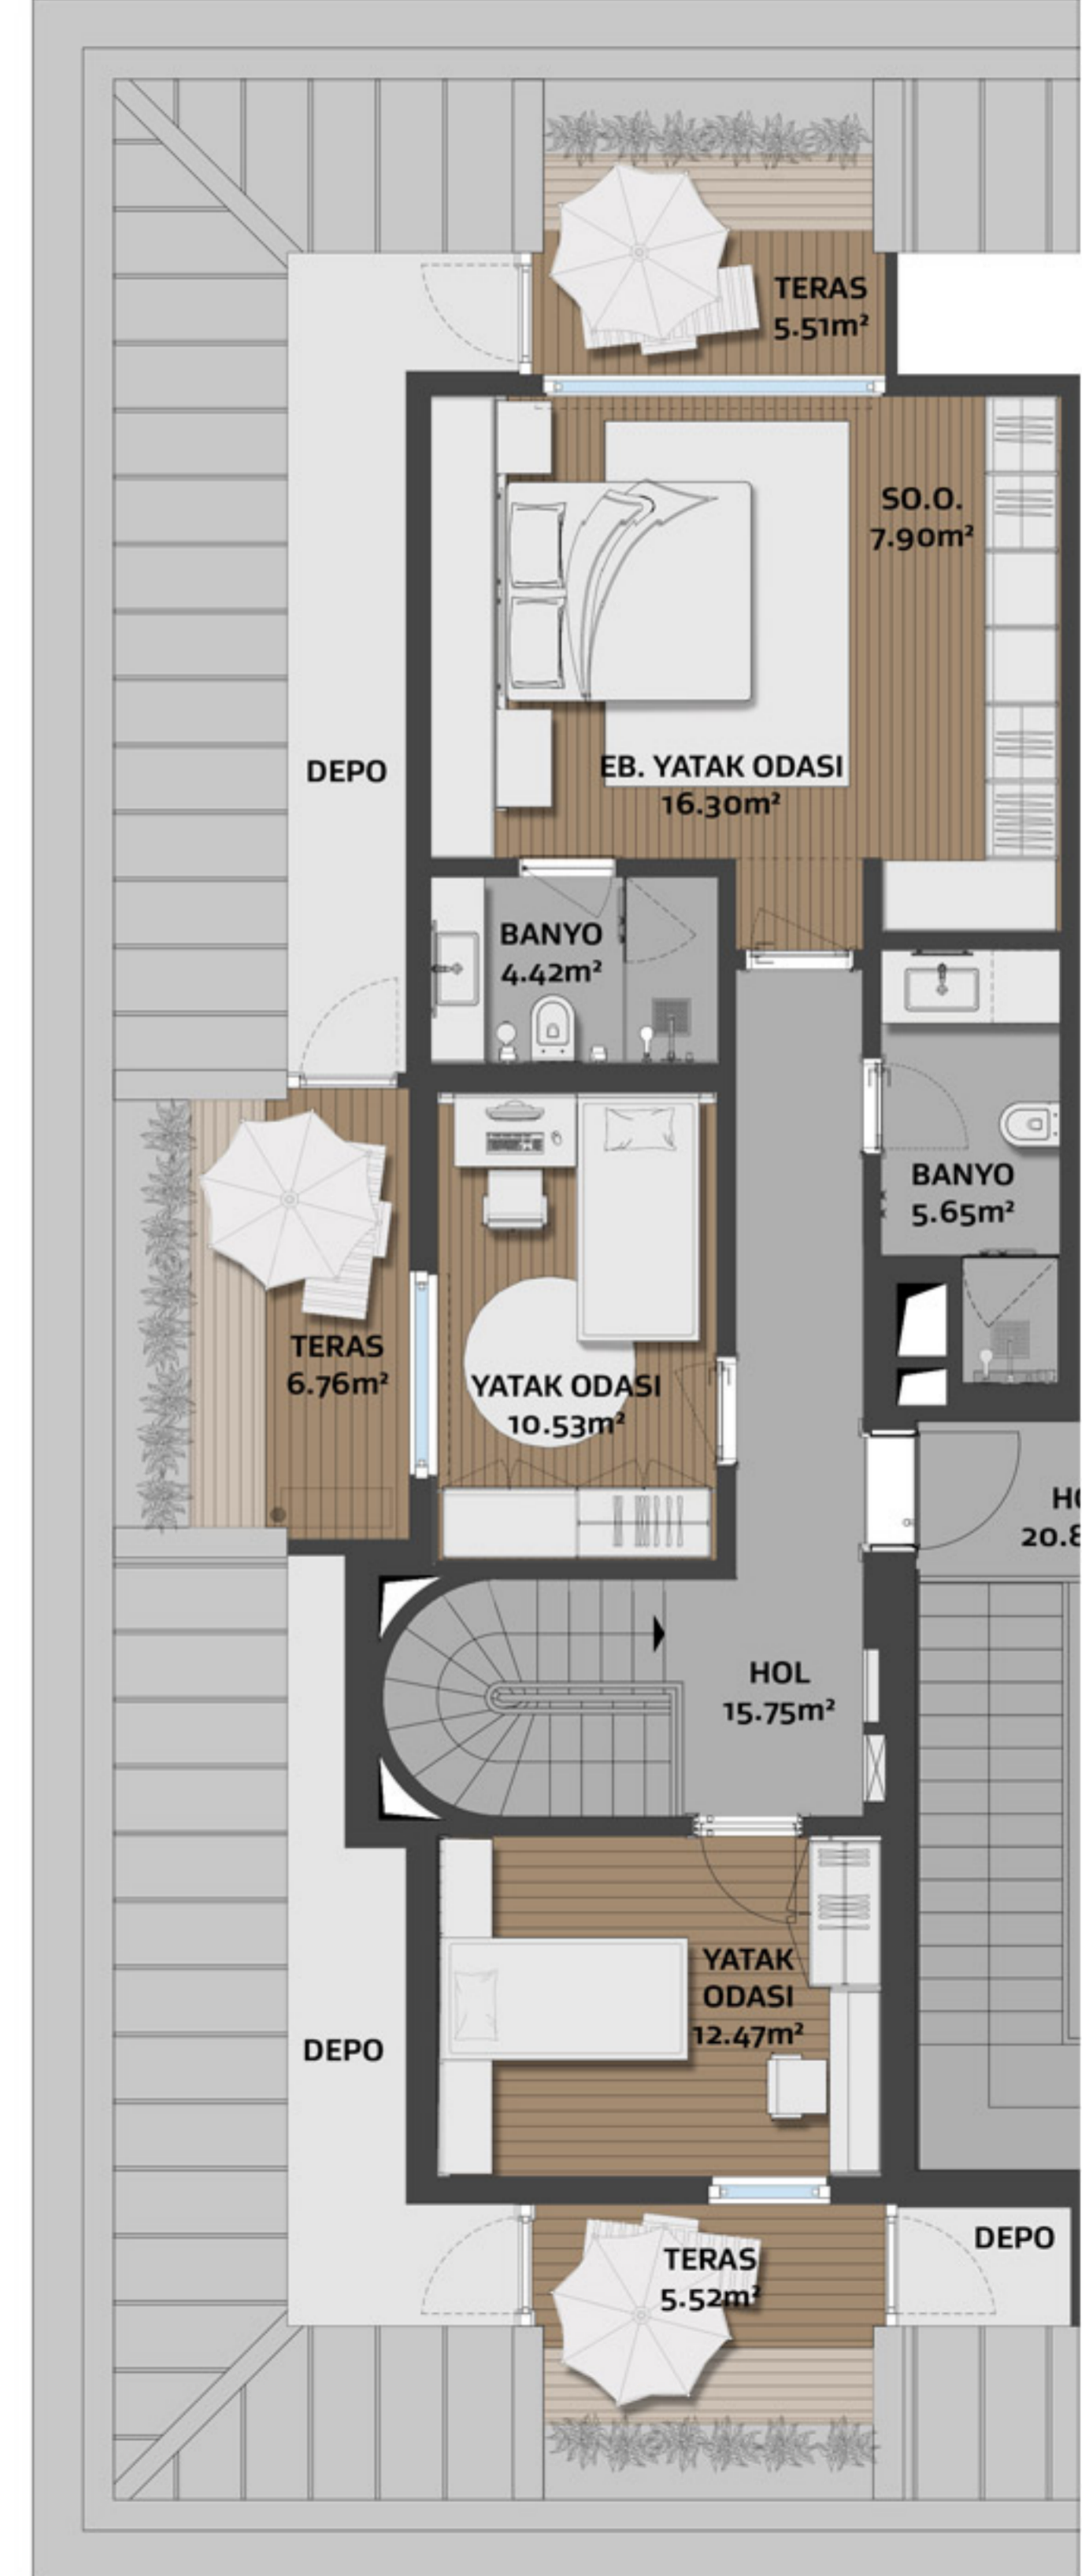 TERAS
5.51m²
SO.O.
7.90m²
DEPO
EB. YATAK ODASI
16.30m²
BANYO
4.42m²
BANYO
5.65m²
TERAS
6.76m²
YATAK ODASI
10.53m²
HOL
15.75m²
YATAK
ODASI
12.47m²
DEPO
DEPO
TERAS
5.52m²